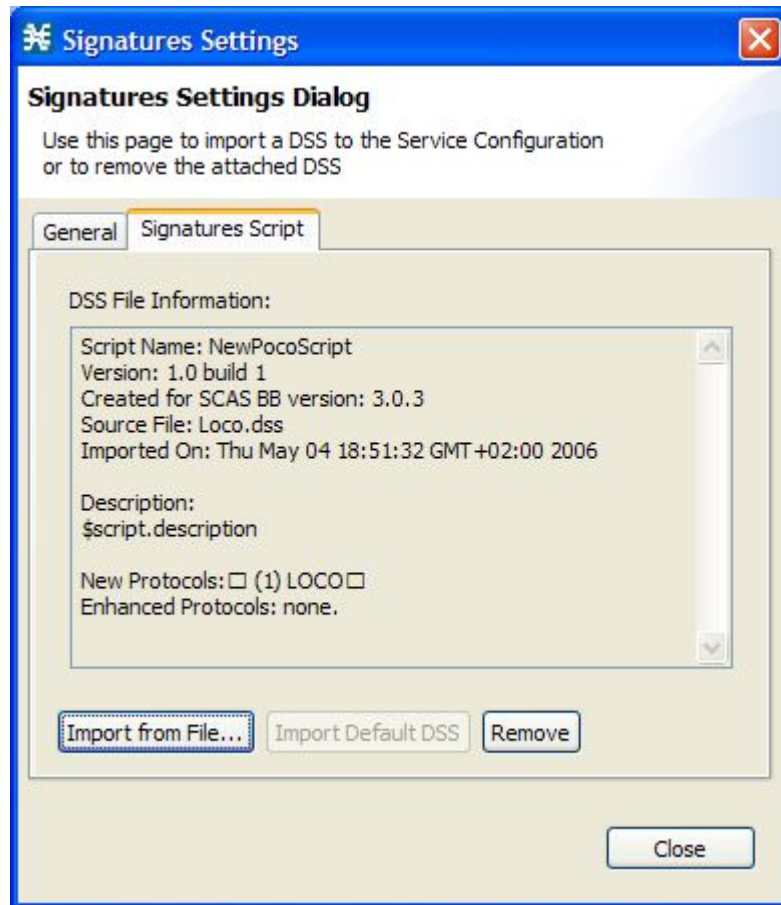 Signatures Settings
Signatures Settings Dialog
Use this page to import a DSS to the Service Configuration
or to remove the attached DSS
General
Signatures Script
DSS File Information:
Script Name: NewPocoScript
Version: 1.0 build 1
Created for SCAS BB version: 3.0.3
Source File: Loco.dss
Imported On: Thu May 04 18:51:32 GMT+02:00 2006
Description:
$script.description
New Protocols:□ (1) LOCO□
Enhanced Protocols: none.
Import from File...
Import Default DSS
Remove
Close